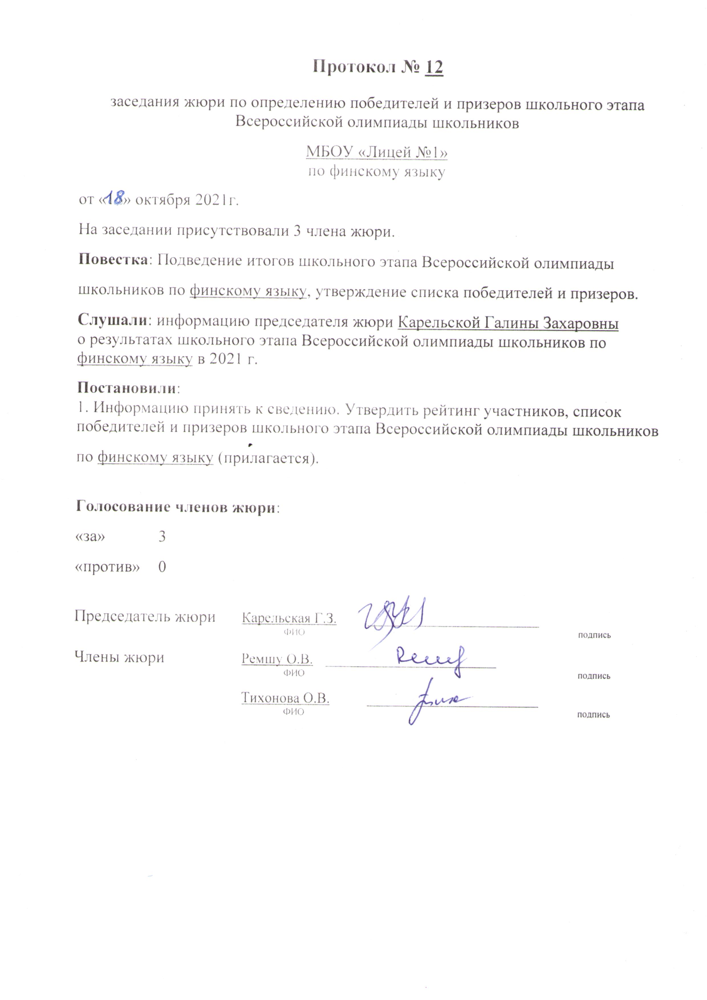 Протокол № 12
заседания жюри по определению победителей и призеров школьного этапа
Всероссийской олимпиады школьников
МБОУ «Лицей №1»
по финскому языку
от «18» октября 2021г.
На заседании присутствовали 3 члена жюри.
Повестка: Подведение итогов школьного этапа Всероссийской олимпиады
школьников по финскому языку, утверждение списка победителей и призеров.
Слушали: информацию председателя жюри Карельской Галины Захаровны
о результатах школьного этапа Всероссийской олимпиады школьников по
финскому языку в 2021 г.
Постановили:
1. Информацию принять к сведению. Утвердить рейтинг участников, список
победителей и призеров школьного этапа Всероссийской олимпиады школьников
по финскому языку (прилагается).
Голосование членов жюри:
«за» 3
«против» 0
Председатель жюри Карельская Г.З.
ФИО подпись
Члены жюри Ремшу О.В.
ФИО подпись
Тихонова О.В.
ФИО подпись